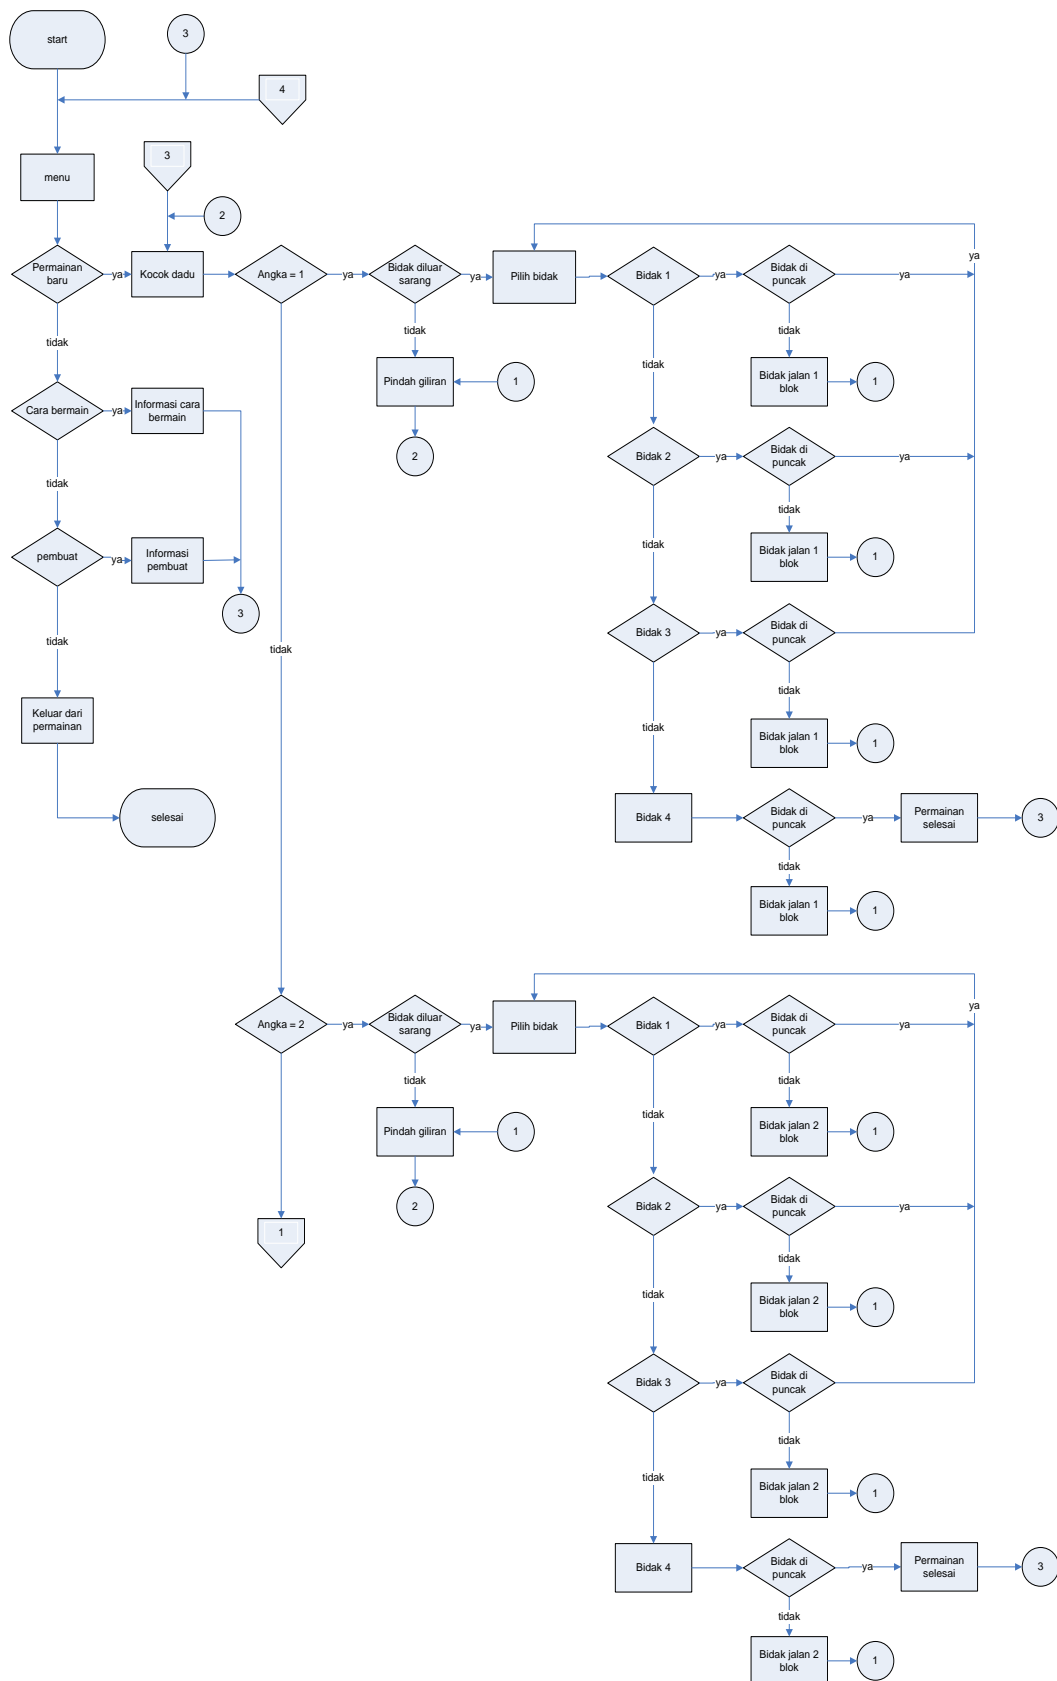 start
3
4
3
menu
2
Permainan
baru
ya
Kocok dadu
Angka = 1
ya
Bidak diluar
sarang
ya
Pilih bidak
Bidak 1
ya
Bidak di
puncak
ya
ya
tidak
tidak
tidak
tidak
Pindah giliran
1
Bidak jalan 1
blok
1
Cara bermain
ya
Informasi cara
bermain
2
Bidak 2
ya
Bidak di
puncak
ya
tidak
tidak
tidak
pembuat
ya
Informasi
pembuat
Bidak jalan 1
blok
1
3
Bidak 3
ya
Bidak di
puncak
tidak
tidak
tidak
tidak
Keluar dari
permainan
Bidak jalan 1
blok
1
selesai
Bidak 4
Bidak di
puncak
ya
Permainan
selesai
3
tidak
Bidak jalan 1
blok
1
Angka = 2
ya
Bidak diluar
sarang
ya
Pilih bidak
Bidak 1
ya
Bidak di
puncak
ya
ya
tidak
tidak
tidak
Pindah giliran
1
Bidak jalan 2
blok
1
2
Bidak 2
ya
Bidak di
puncak
ya
1
tidak
tidak
Bidak jalan 2
blok
1
Bidak 3
ya
Bidak di
puncak
tidak
tidak
Bidak jalan 2
blok
1
Bidak 4
Bidak di
puncak
ya
Permainan
selesai
3
tidak
Bidak jalan 2
blok
1